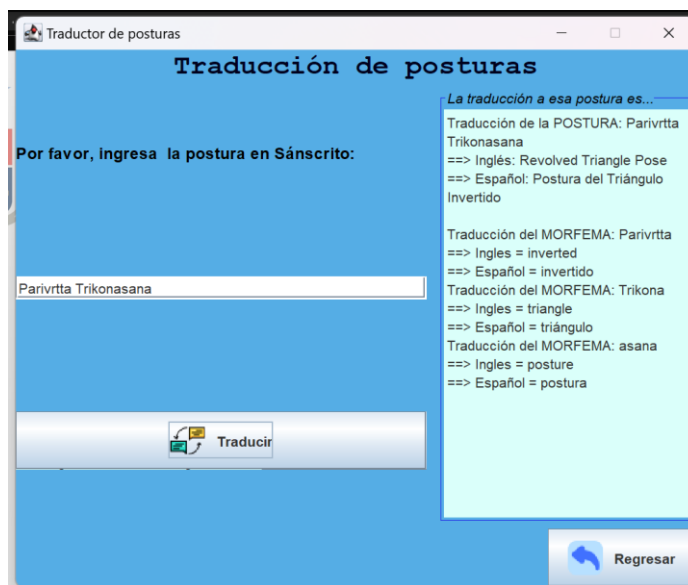 Traductor de posturas
Traducción de posturas
Por favor, ingresa la postura en Sánscrito:
Parivrtta Trikonasana
Traducir
La traducción a esa postura es...
Traducción de la POSTURA: Parivrtta
Trikonasana
==> Inglés: Revolved Triangle Pose
==> Español: Postura del Triángulo
Invertido
Traducción del MORFEMA: Parivrtta
==> Ingles = inverted
==> Español = invertido
Traducción del MORFEMA: Trikona
==> Ingles = triangle
==> Español = triángulo
Traducción del MORFEMA: asana
==> Ingles = posture
==> Español = postura
Regresar